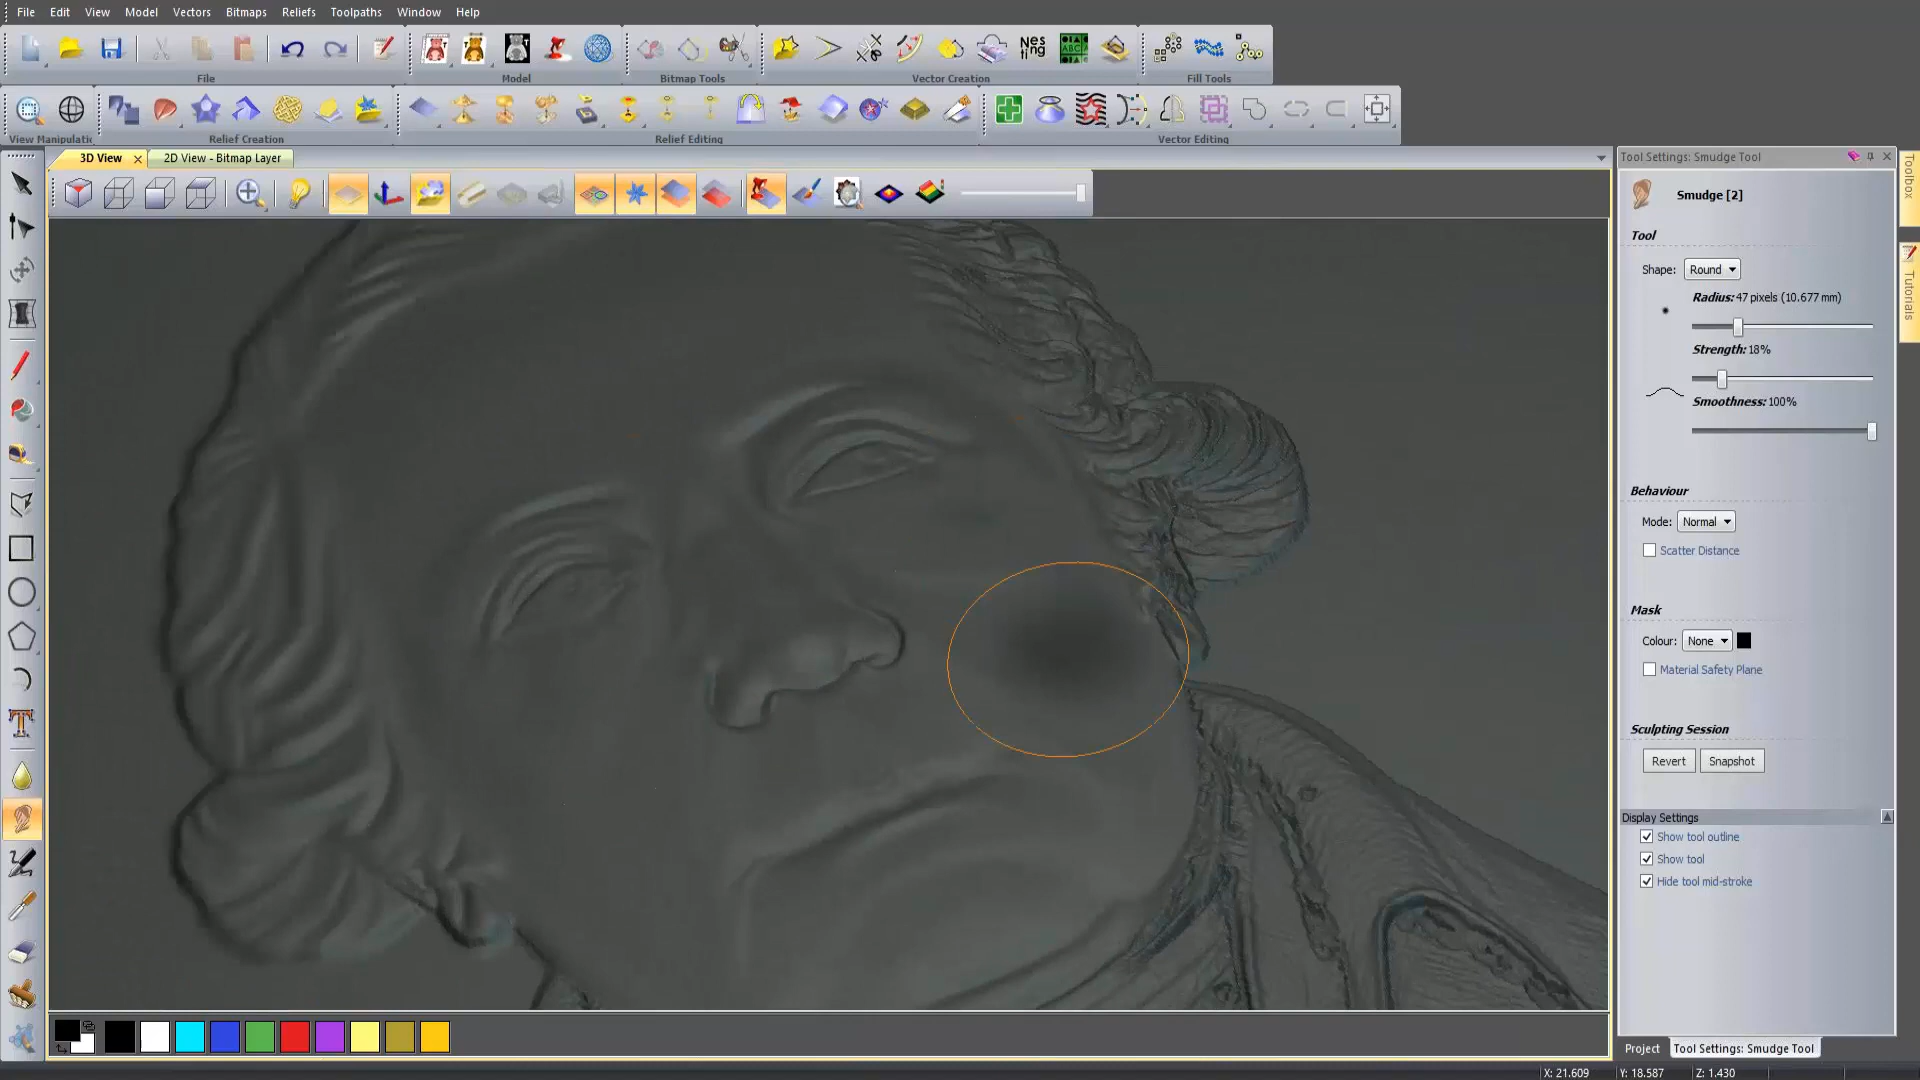 File Edit View Model Vectors Bitmaps Reliefs Toolpaths Window Help
Nes
ting
ABC
File Model Bitmap Tools Vector Creation Fill Tools
View Manipulatic Relief Creation Relief Editing Vector Editing
3D View 2D View - Bitmap Layer
Tool Settings: Smudge Tool
Toolbox
Tutorials
Smudge [2]
Tool
Shape: Round
Radius: 47 pixels (10.677 mm)
Strength: 18%
Smoothness: 100%
Behaviour
Mode: Normal
Scatter Distance
Mask
Colour: None
Material Safety Plane
Sculpting Session
Revert Snapshot
Display Settings
Show tool outline
Show tool
Hide tool mid-stroke
T
Project Tool Settings: Smudge Tool
X: 21.609 Y: 18.587 Z: 1.430